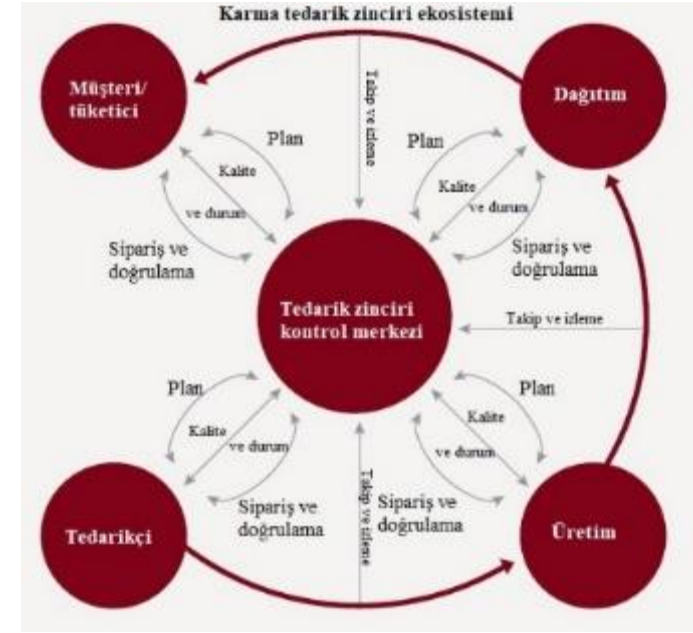 Karma tedarik zinciri ekosistemi
Müşteri/
tüketici
Dağıtım
Takip ve izleme
Plan
Kalite
ve durum
Sipariş ve
doğrulama
Plan
Kalite
ve durum
Sipariş ve
doğrulama
Tedarik zinciri
kontrol merkezi
Takip ve izleme
Plan
Kalite
ve durum
Sipariş ve
doğrulama
Plan
Kalite
ve durum
Sipariş ve
doğrulama
Takip ve izleme
Tedarikçi
Üretim